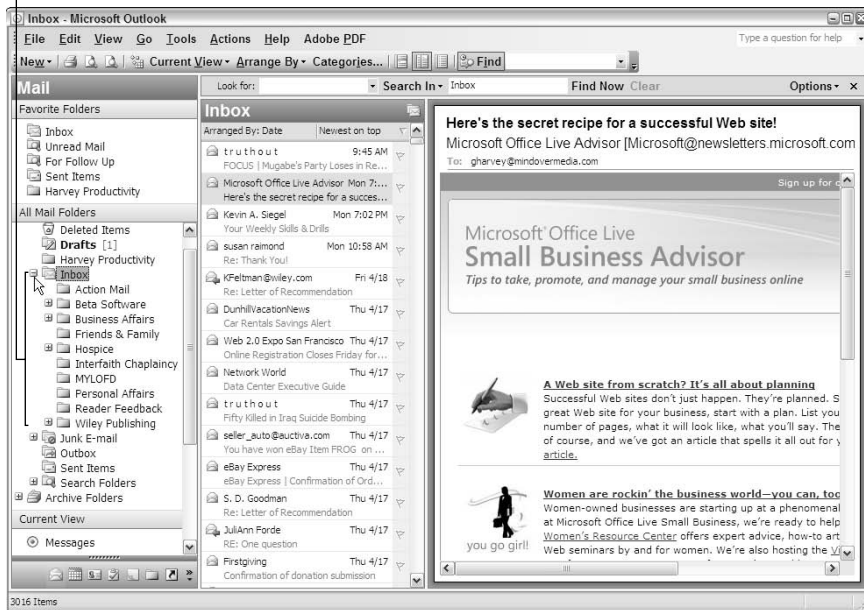 Inbox - Microsoft Outlook
File Edit View Go Tools Actions Help Adobe PDF
Type a question for help
New Current View Arrange By Categories... Find
Mail
Look for: Search In Inbox Find Now Clear Options ×
Favorite Folders
Inbox
Unread Mail
For Follow Up
Sent Items
Harvey Productivity
All Mail Folders
Deleted Items
Drafts [1]
Harvey Productivity
Inbox
Action Mail
Beta Software
Business Affairs
Friends & Family
Hospice
Interfaith Chaplaincy
MYLOFD
Personal Affairs
Reader Feedback
Wiley Publishing
Junk E-mail
Outbox
Sent Items
Search Folders
Archive Folders
Current View
Messages
Inbox
Arranged By: Date Newest on top
truthout 9:45 AM
FOCUS | Mugabe's Party Loses in Re...
Microsoft Office Live Advisor Mon 7:...
Here's the secret recipe for a succes...
Kevin A. Siegel Mon 7:02 PM
Your Weekly Skills & Drills
susan raimond Mon 10:58 AM
Re: Thank You!
KFeltman@wiley.com Fri 4/18
Re: Letter of Recommendation
DunhillVacationNews Thu 4/17
Car Rentals Savings Alert
Web 2.0 Expo San Francisco Thu 4/17
Online Registration Closes Friday for...
Network World Thu 4/17
Data Center Executive Guide
truthout Thu 4/17
Fifty Killed in Iraq Suicide Bombing
seller_auto@auctiva.com Thu 4/17
You have won eBay Item FROG on ...
eBay Express Thu 4/17
eBay Express | Confirmation of Ord...
S. D. Goodman Thu 4/17
Re: Letter of Recommendation
JuliAnn Forde Thu 4/17
RE: One question
Firstgiving Thu 4/17
Confirmation of donation submission
Here's the secret recipe for a successful Web site!
Microsoft Office Live Advisor [Microsoft@newsletters.microsoft.com
To: gharvey@mindovermedia.com
Sign up for
Microsoft Office Live
Small Business Advisor
Tips to take, promote, and manage your small business online
A Web site from scratch? It's all about planning
Successful Web sites don't just happen. They're planned. S
great Web site for your business, start with a plan. List you
number of pages, what it will look like, what you'll say. The
of course, and we've got an article that spells it all out for y
article.
Women are rockin' the business world—you can, too
Women-owned businesses are starting up at a phenomenal
at Microsoft Office Live Small Business, we're ready to help
Women's Resource Center offers expert advice, how-to art
Web seminars by and for women. We're also hosting the Vi
you go girl!
3016 Items